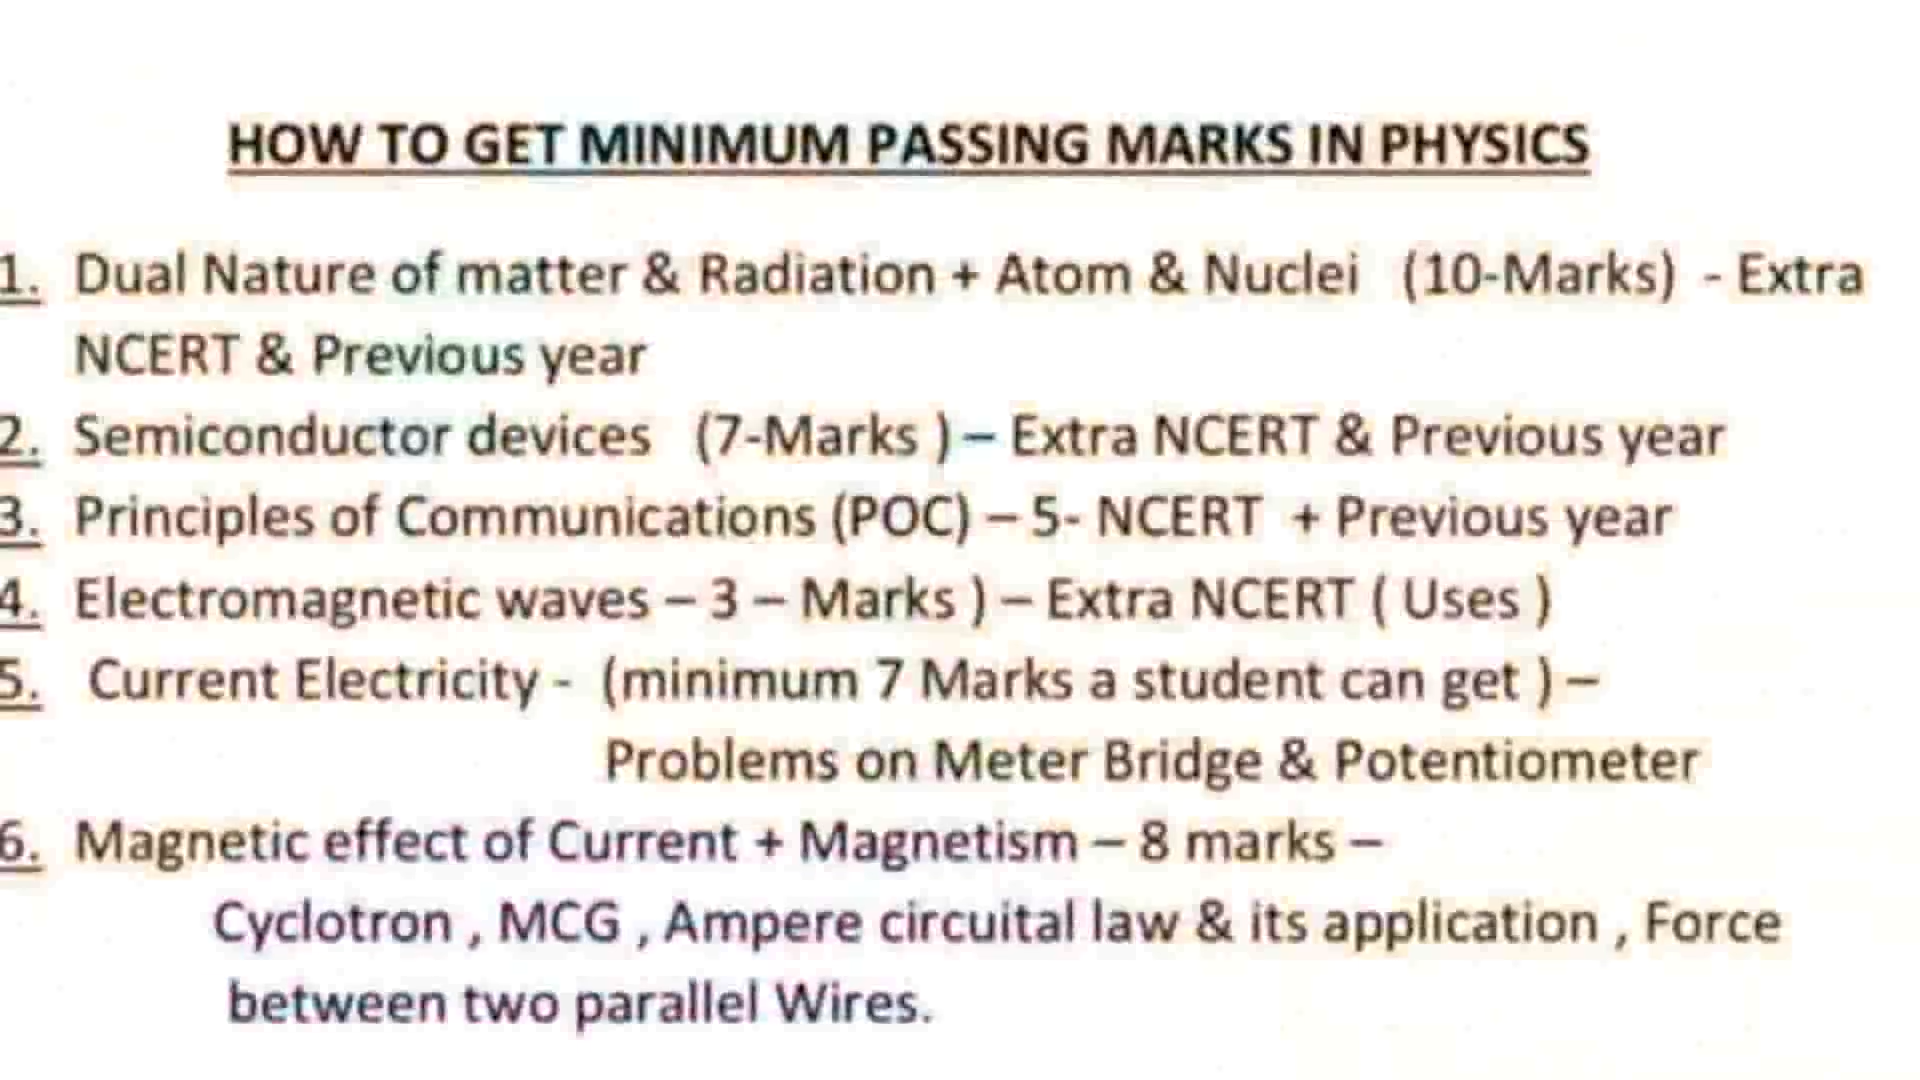 HOW TO GET MINIMUM PASSING MARKS IN PHYSICS
1. Dual Nature of matter & Radiation + Atom & Nuclei (10-Marks) - Extra
NCERT & Previous year
2. Semiconductor devices (7-Marks ) – Extra NCERT & Previous year
3. Principles of Communications (POC) – 5- NCERT + Previous year
4. Electromagnetic waves – 3 – Marks ) – Extra NCERT ( Uses )
5. Current Electricity - (minimum 7 Marks a student can get ) –
Problems on Meter Bridge & Potentiometer
6. Magnetic effect of Current + Magnetism – 8 marks –
Cyclotron , MCG , Ampere circuital law & its application , Force
between two parallel Wires.